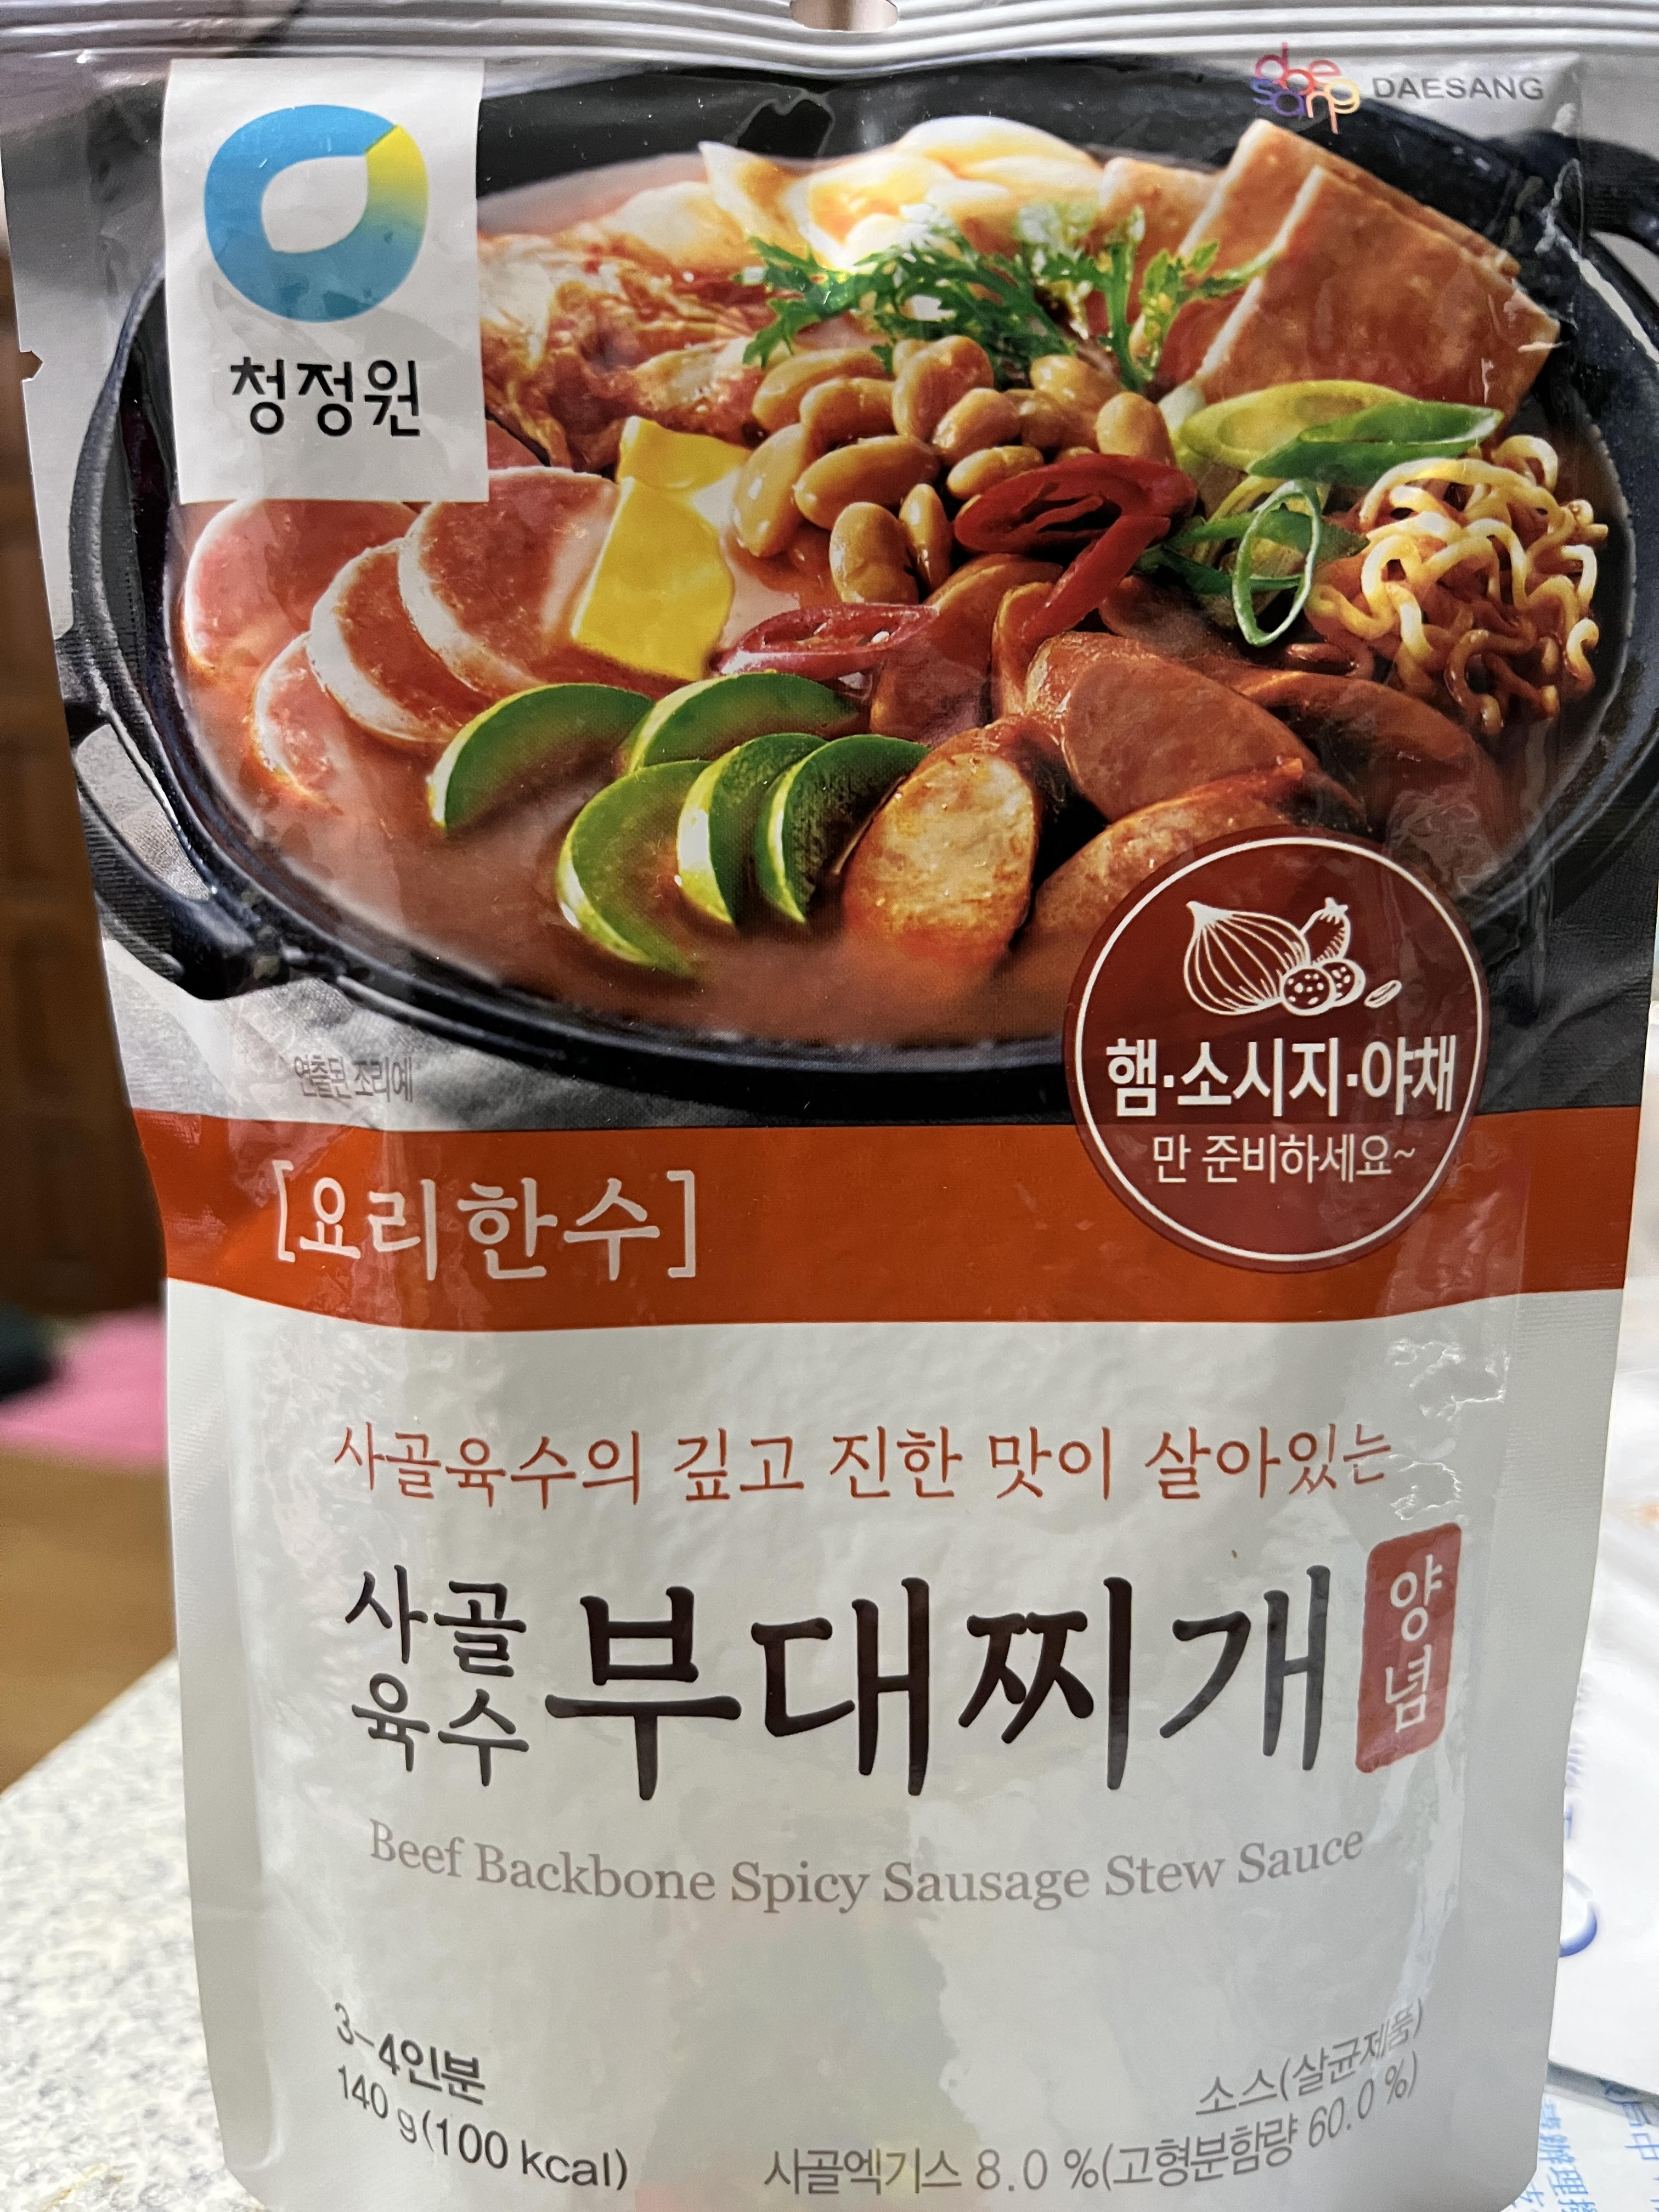 DAESANG
청정원
햄·소시지·야채
만 준비하세요~
연출된 조리예
[요리한수]
사골육수의 깊고 진한 맛이 살아있는
사골
육수
부대찌개
양념
Beef Backbone Spicy Sausage Stew Sauce
3-4인분
140 g(100 kcal)
소스(살균제품)
사골엑기스 8.0 %(고형분함량 60.0 %)